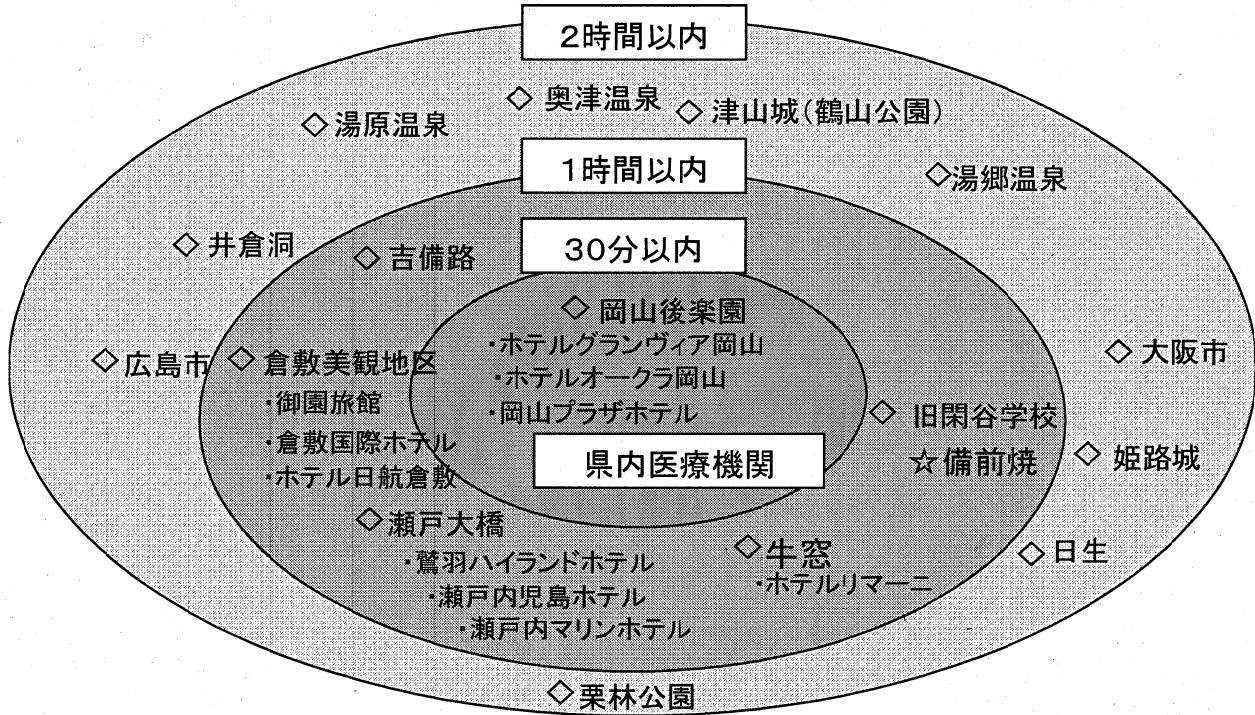 2時間以内
◇奥津温泉
◇津山城(鶴山公園)
◇湯原温泉
1時間以内
◇湯郷温泉
◇井倉洞
◇吉備路
30分以内
◇岡山後楽園
・ホテルグランヴィア岡山
・ホテルオークラ岡山
・岡山プラザホテル
県内医療機関
◇広島市
◇倉敷美観地区
・御園旅館
・倉敷国際ホテル
・ホテル日航倉敷
◇大阪市
◇旧閑谷学校
☆備前焼
◇姫路城
◇瀬戸大橋
・鷲羽ハイランドホテル
・瀬戸内児島ホテル
・瀬戸内マリンホテル
◇牛窓
・ホテルリマーニ
◇日生
◇栗林公園